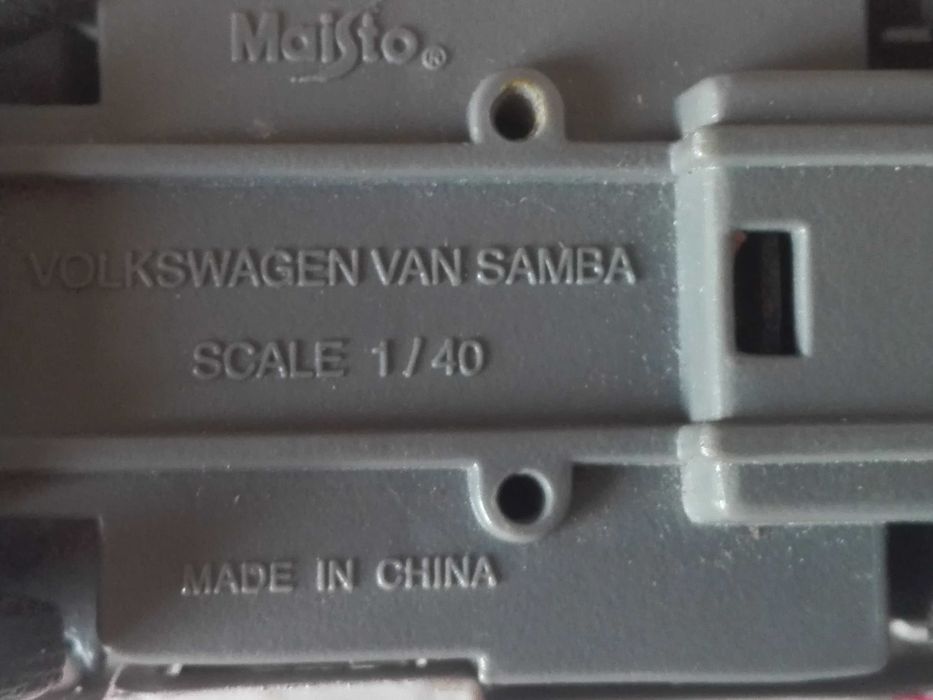 Maisto®
VOLKSWAGEN VAN SAMBA
SCALE 1/40
MADE IN CHINA